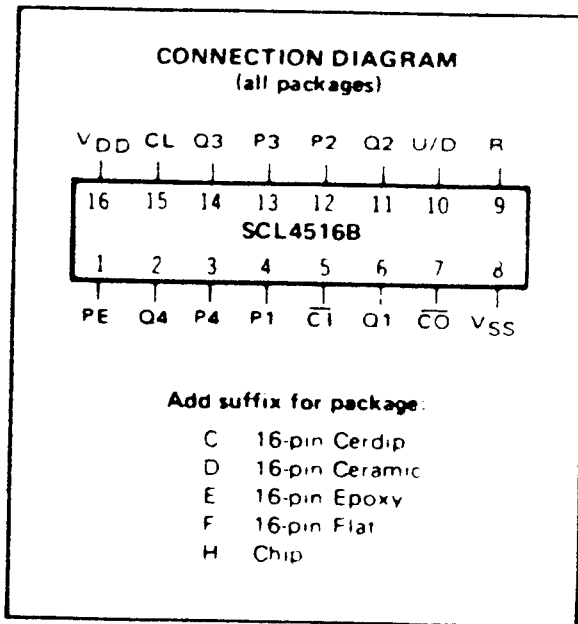 CONNECTION DIAGRAM
(all packages)
VDD CL Q3 P3 P2 Q2 U/D R
16 15 14 13 12 11 10 9
SCL4516B
1 2 3 4 5 6 7 8
PE Q4 P4 P1 C̅I̅ Q1 C̅O̅ VSS
Add suffix for package:
C 16-pin Cerdip
D 16-pin Ceramic
E 16-pin Epoxy
F 16-pin Flat
H Chip